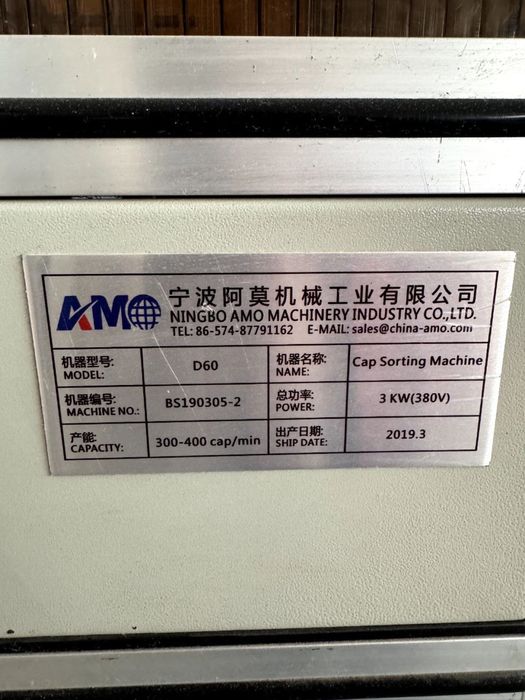 AMO
宁波阿莫机械工业有限公司
NINGBO AMO MACHINERY INDUSTRY CO.,LTD.
TEL: 86-574-87791162 E-MAIL: sales@china-amo.com
机器型号:
MODEL:
D60
机器名称:
NAME:
Cap Sorting Machine
机器编号:
MACHINE NO.:
BS190305-2
总功率:
POWER:
3 KW(380V)
产能:
CAPACITY:
300-400 cap/min
出产日期:
SHIP DATE:
2019.3